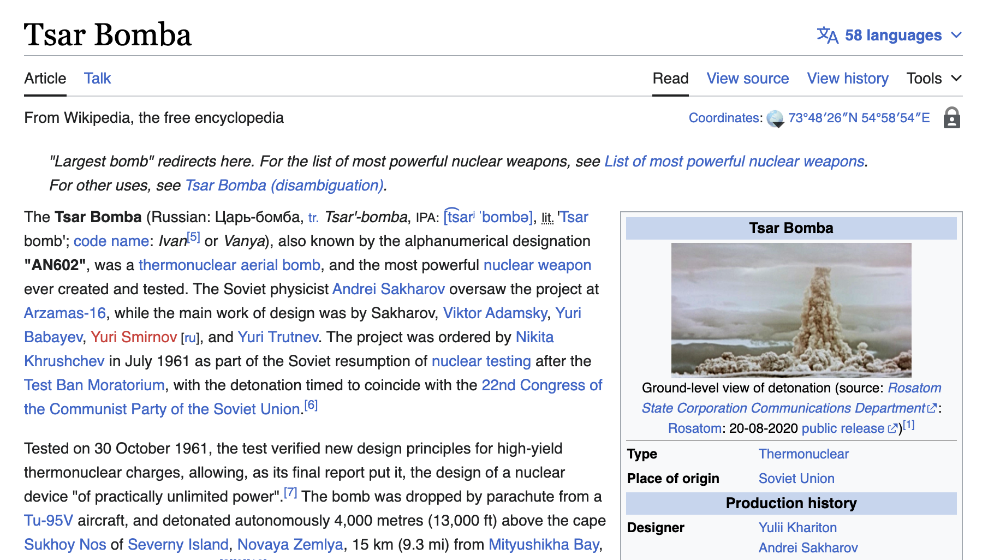 Tsar Bomba
58 languages
Article Talk
Read View source View history Tools
From Wikipedia, the free encyclopedia
Coordinates: 73°48′26″N 54°58′54″E
"Largest bomb" redirects here. For the list of most powerful nuclear weapons, see List of most powerful nuclear weapons.
For other uses, see Tsar Bomba (disambiguation).
The Tsar Bomba (Russian: Царь-бомба, tr. Tsar'-bomba, IPA: [t͡sarʲ ˈbombə], lit. 'Tsar
bomb'; code name: Ivan[5] or Vanya), also known by the alphanumerical designation
"AN602", was a thermonuclear aerial bomb, and the most powerful nuclear weapon
ever created and tested. The Soviet physicist Andrei Sakharov oversaw the project at
Arzamas-16, while the main work of design was by Sakharov, Viktor Adamsky, Yuri
Babayev, Yuri Smirnov [ru], and Yuri Trutnev. The project was ordered by Nikita
Khrushchev in July 1961 as part of the Soviet resumption of nuclear testing after the
Test Ban Moratorium, with the detonation timed to coincide with the 22nd Congress of
the Communist Party of the Soviet Union.[6]
Tested on 30 October 1961, the test verified new design principles for high-yield
thermonuclear charges, allowing, as its final report put it, the design of a nuclear
device "of practically unlimited power".[7] The bomb was dropped by parachute from a
Tu-95V aircraft, and detonated autonomously 4,000 metres (13,000 ft) above the cape
Sukhoy Nos of Severny Island, Novaya Zemlya, 15 km (9.3 mi) from Mityushikha Bay,
Tsar Bomba
Ground-level view of detonation (source: Rosatom
State Corporation Communications Department:
Rosatom: 20-08-2020 public release)[1]
Type Thermonuclear
Place of origin Soviet Union
Production history
Designer Yulii Khariton
Andrei Sakharov